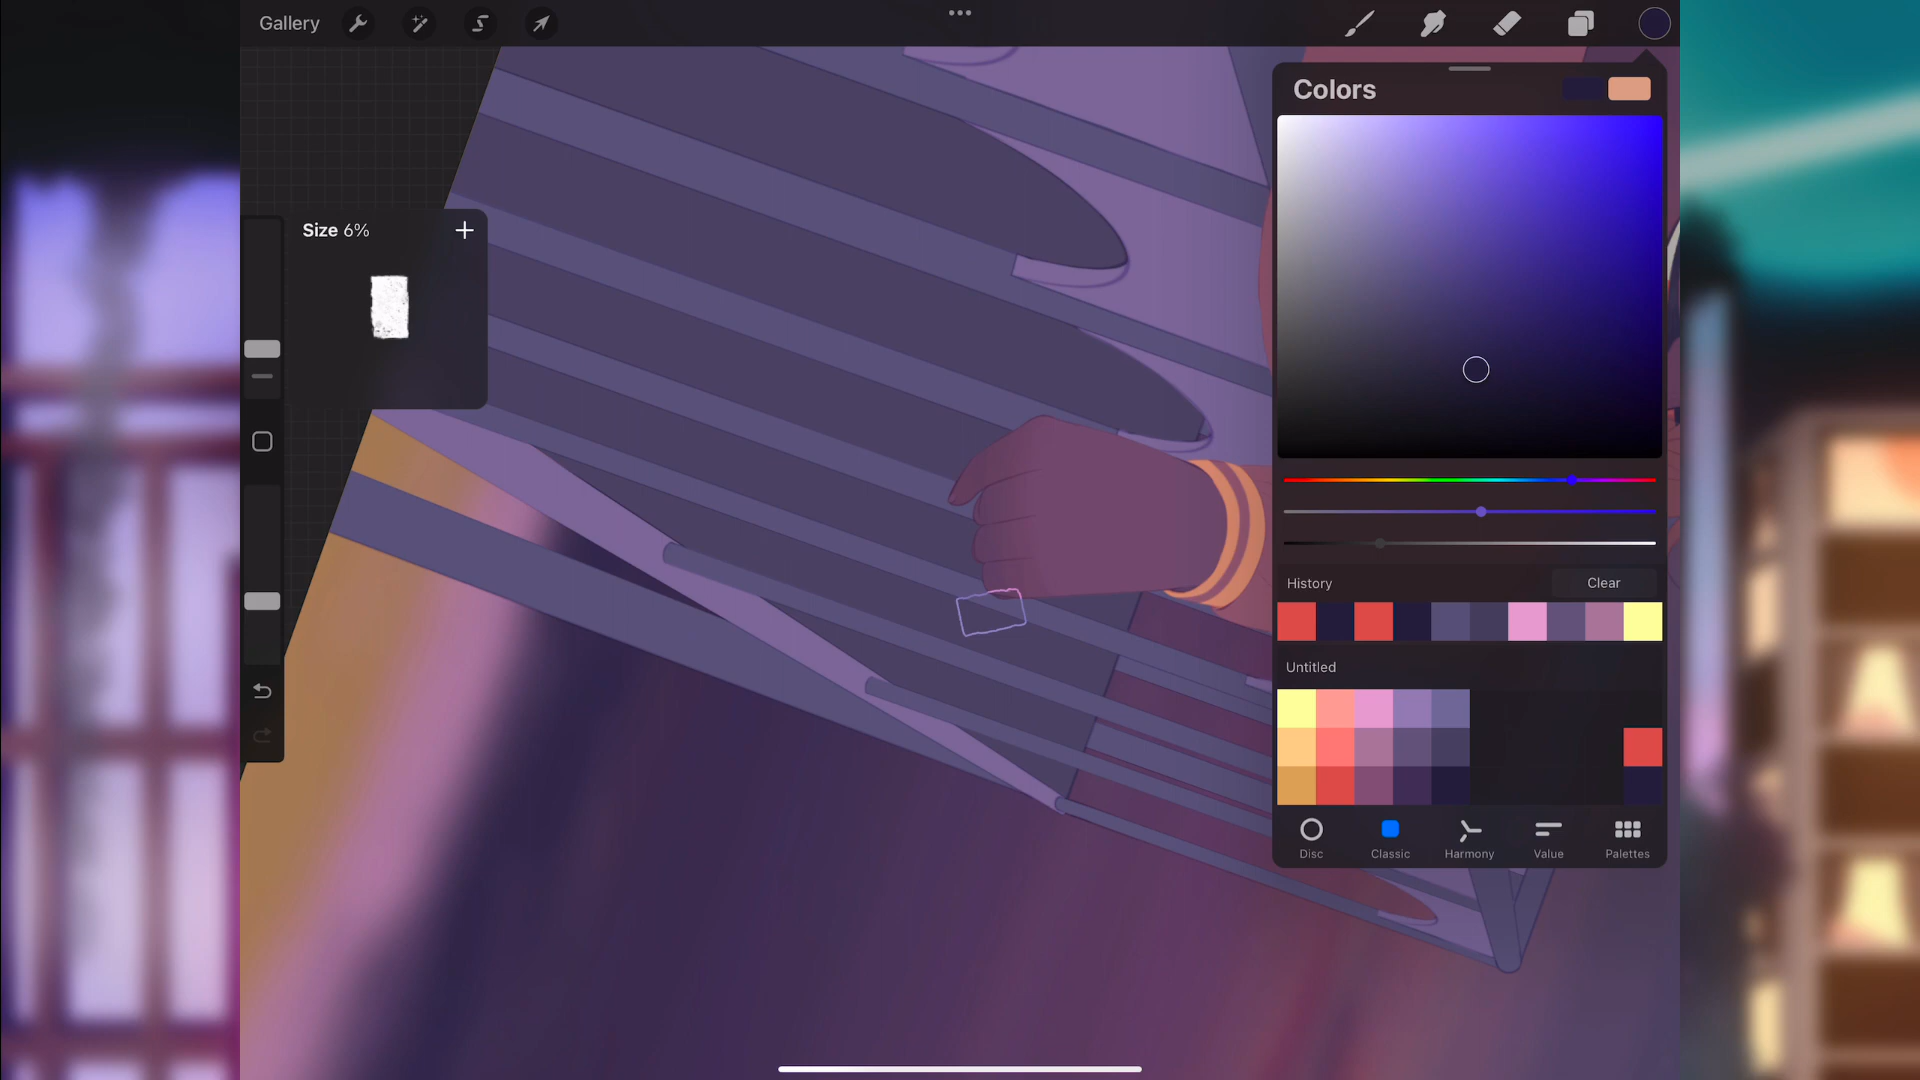 Gallery
Colors
Size 6%
History
Clear
Untitled
Disc
Classic
Harmony
Value
Palettes